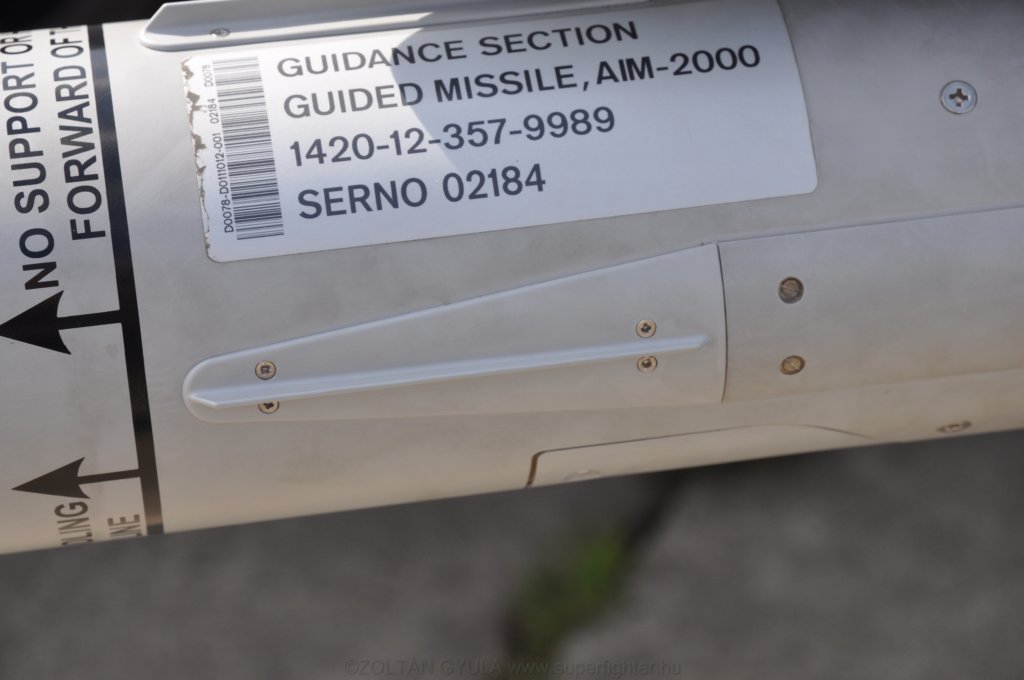 NO SUPPORT OR
FORWARD OF
GUIDANCE SECTION
GUIDED MISSILE, AIM-2000
1420-12-357-9989
SERNO 02184
D0078-D0111012-001 02184 D0078
©ZOLTÁN GYULA www.superfighter.hu